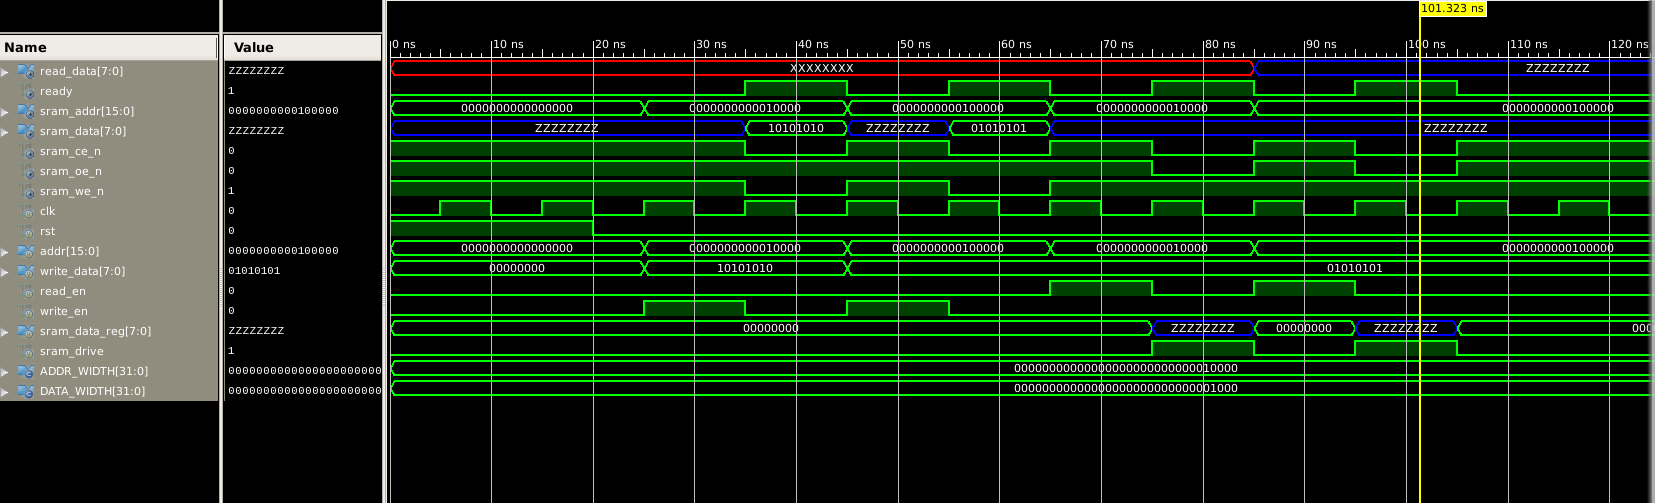 101.323 ns
Name Value 0 ns 10 ns 20 ns 30 ns 40 ns 50 ns 60 ns 70 ns 80 ns 90 ns 100 ns 110 ns 120 ns
read_data[7:0] ZZZZZZZZ XXXXXXXX ZZZZZZZZ
ready 1
sram_addr[15:0] 0000000000100000 0000000000000000 0000000000010000 0000000000100000 0000000000010000 0000000000100000
sram_data[7:0] ZZZZZZZZ ZZZZZZZZ 10101010 ZZZZZZZZ 01010101 ZZZZZZZZ
sram_ce_n 0
sram_oe_n 0
sram_we_n 1
clk 0
rst 0
addr[15:0] 0000000000100000 0000000000000000 0000000000010000 0000000000100000 0000000000010000 0000000000100000
write_data[7:0] 01010101 00000000 10101010 01010101
read_en 0
write_en 0
sram_data_reg[7:0] ZZZZZZZZ 00000000 ZZZZZZZZ 00000000 ZZZZZZZZ 000
sram_drive 1
ADDR_WIDTH[31:0] 0000000000000000000000 00000000000000000000000000010000
DATA_WIDTH[31:0] 0000000000000000000000 00000000000000000000000000001000